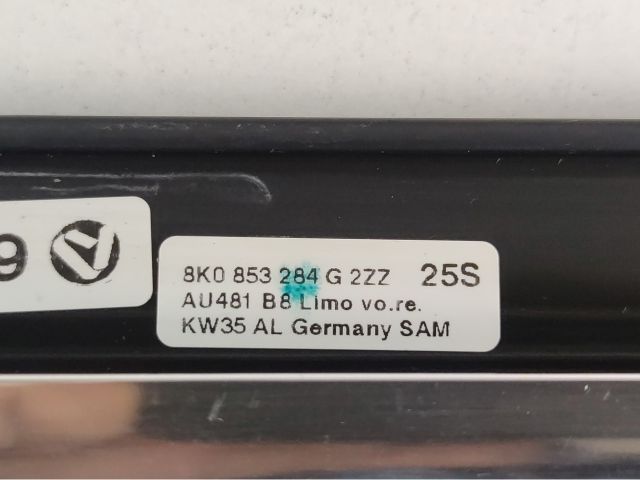 9
8K0 853 284 G 2ZZ 25S
AU481 B8 Limo vo.re.
KW35 AL Germany SAM